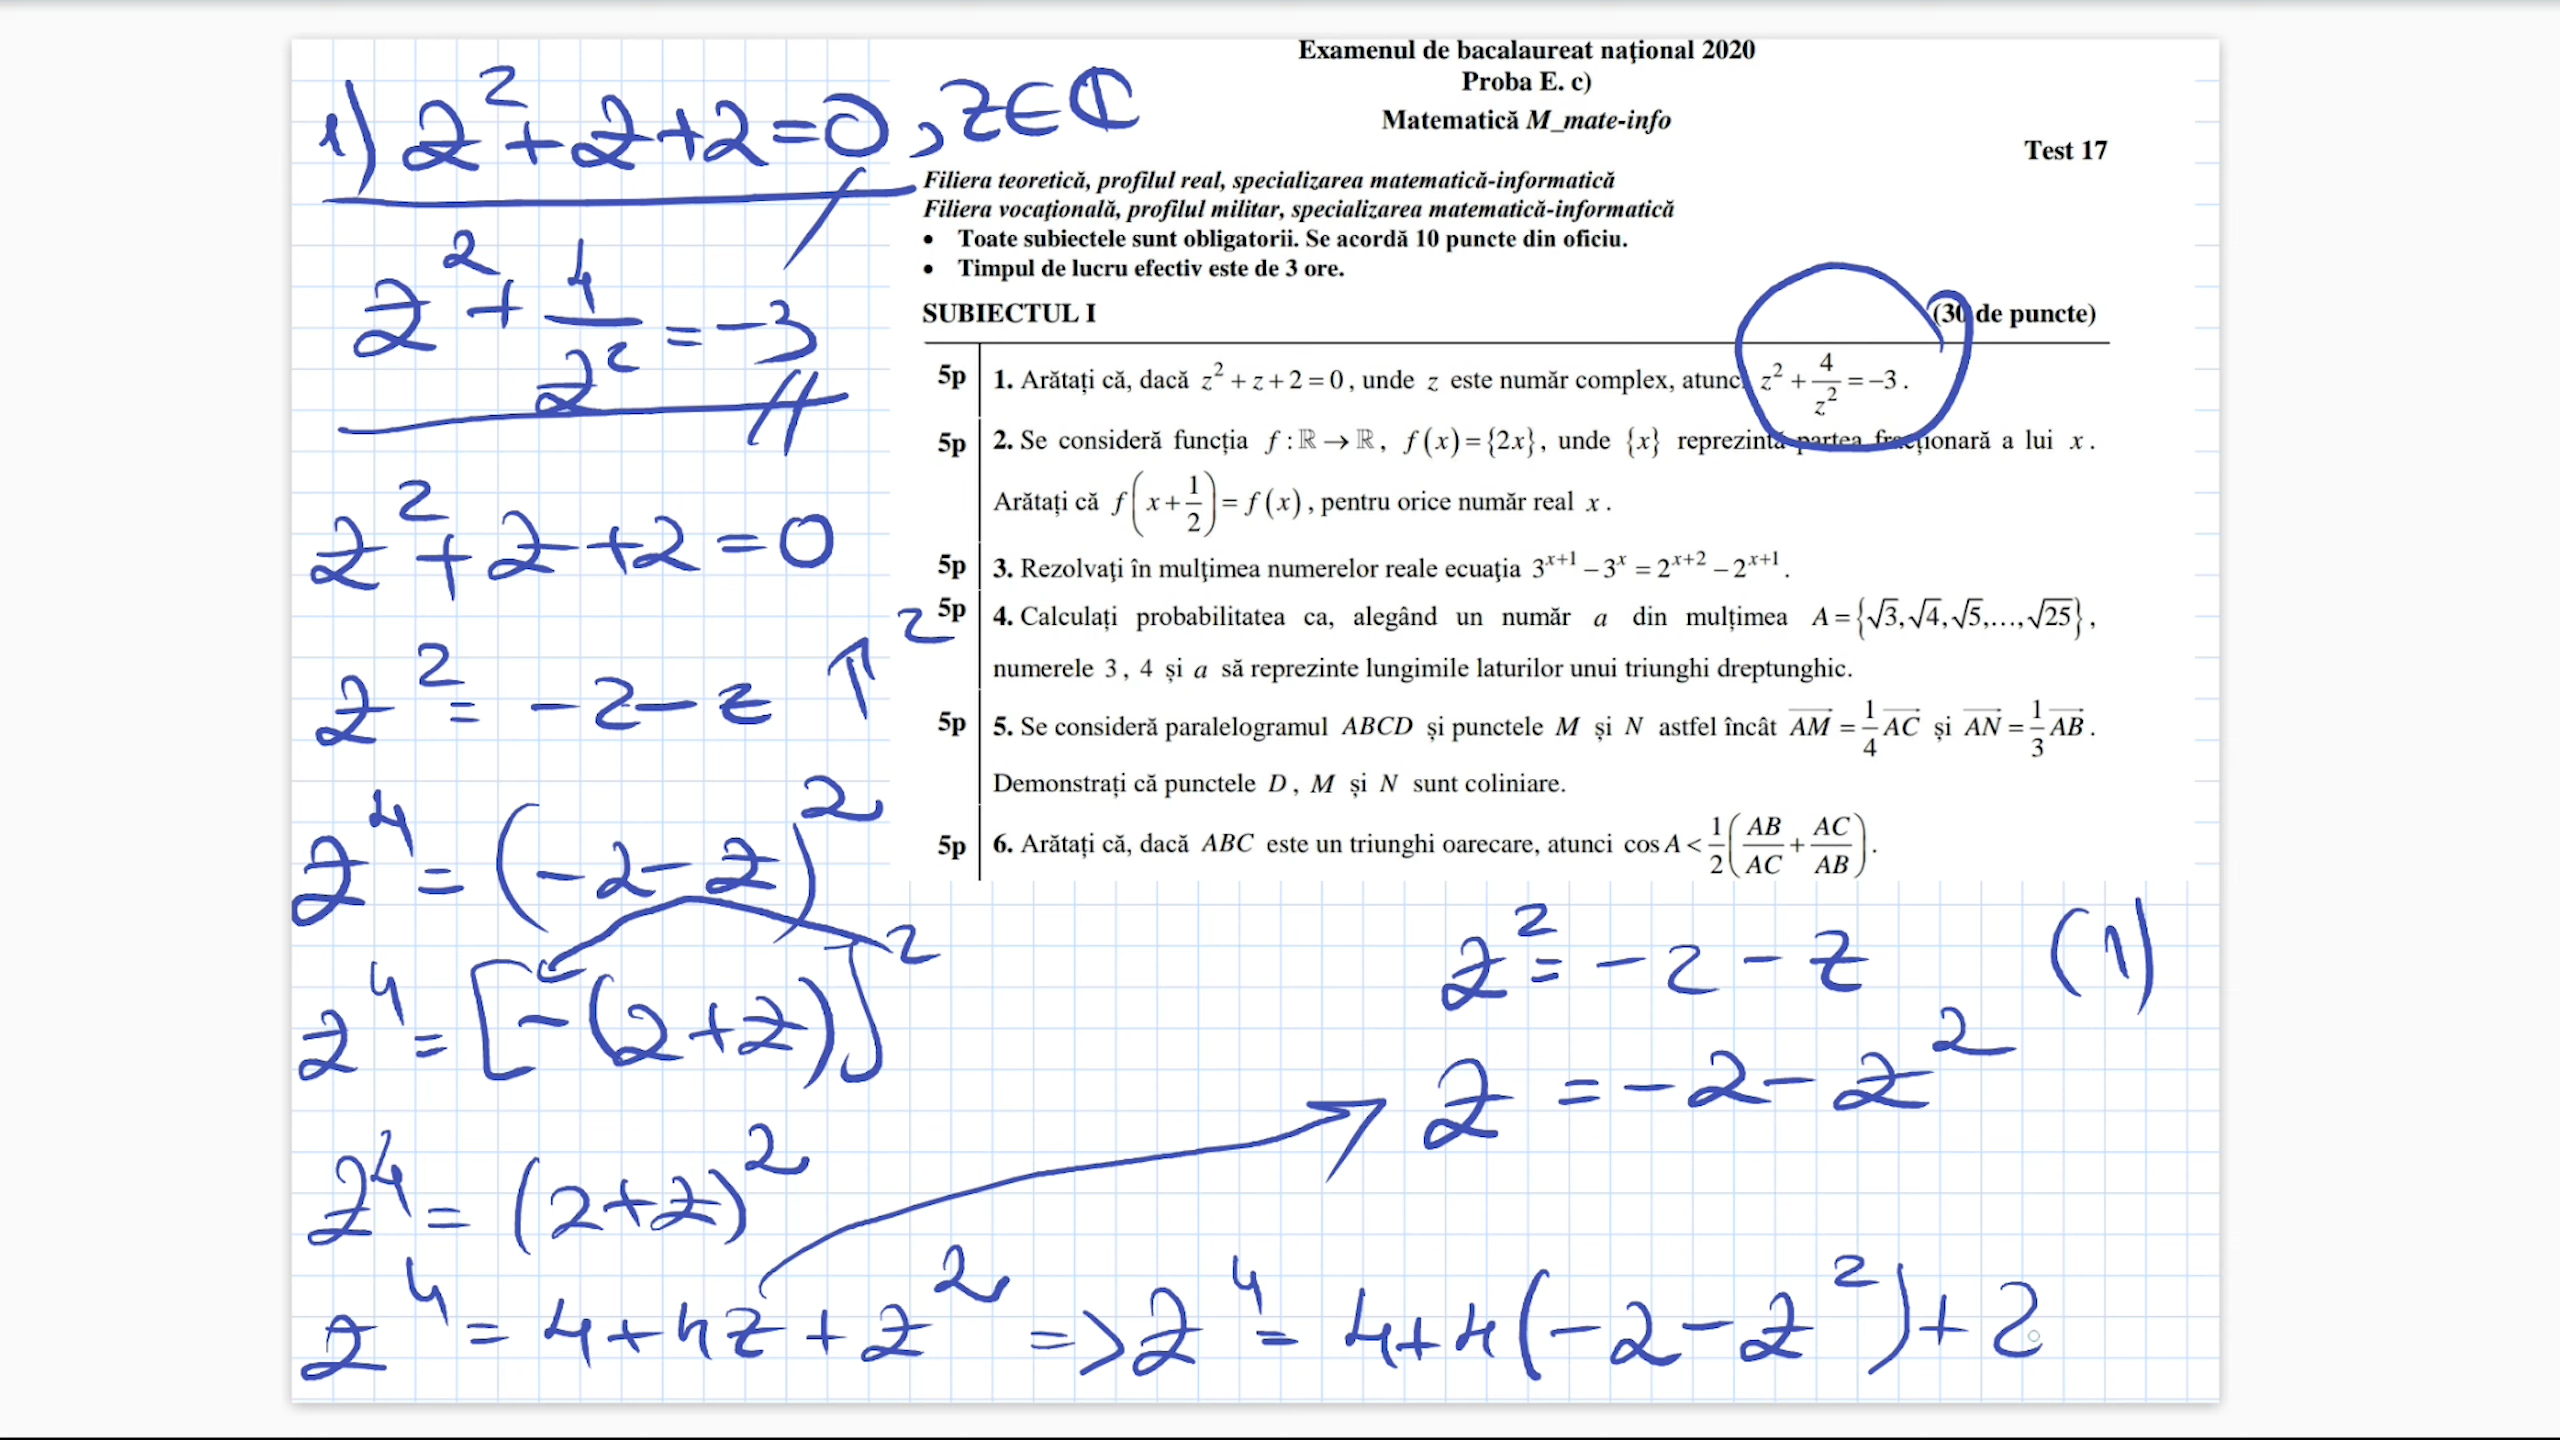 Examenul de bacalaureat național 2020
Proba E. c)
Matematică M_mate-info
Test 17
Filiera teoretică, profilul real, specializarea matematică-informatică
Filiera vocațională, profilul militar, specializarea matematică-informatică
• Toate subiectele sunt obligatorii. Se acordă 10 puncte din oficiu.
• Timpul de lucru efectiv este de 3 ore.
SUBIECTUL I (30 de puncte)
5p 1. Arătați că, dacă z² + z + 2 = 0, unde z este număr complex, atunc z² + 4/z² = −3.
5p 2. Se consideră funcția f : ℝ → ℝ, f(x) = {2x}, unde {x} reprezintă partea fracționară a lui x.
Arătați că f(x + 1/2) = f(x), pentru orice număr real x.
5p 3. Rezolvați în mulțimea numerelor reale ecuația 3^(x+1) − 3^x = 2^(x+2) − 2^(x+1).
5p 4. Calculați probabilitatea ca, alegând un număr a din mulțimea A = {√3, √4, √5, ..., √25},
numerele 3, 4 și a să reprezinte lungimile laturilor unui triunghi dreptunghic.
5p 5. Se consideră paralelogramul ABCD și punctele M și N astfel încât AM⃗ = 1/4 AC⃗ și AN⃗ = 1/3 AB⃗.
Demonstrați că punctele D, M și N sunt coliniare.
5p 6. Arătați că, dacă ABC este un triunghi oarecare, atunci cos A < 1/2 (AB/AC + AC/AB).
1) z² + z + 2 = 0, z ∈ ℂ
z² + 4/z² = −3
z² + z + 2 = 0
z² = −2 − z ↑²
z⁴ = (−2 − z)²
z⁴ = [−(2 + z)]²
z⁴ = (2 + z)²
z² = −2 − z (1)
z = −2 − z²
z⁴ = 4 + 4z + z² => z⁴ = 4 + 4(−2 − z²) + z